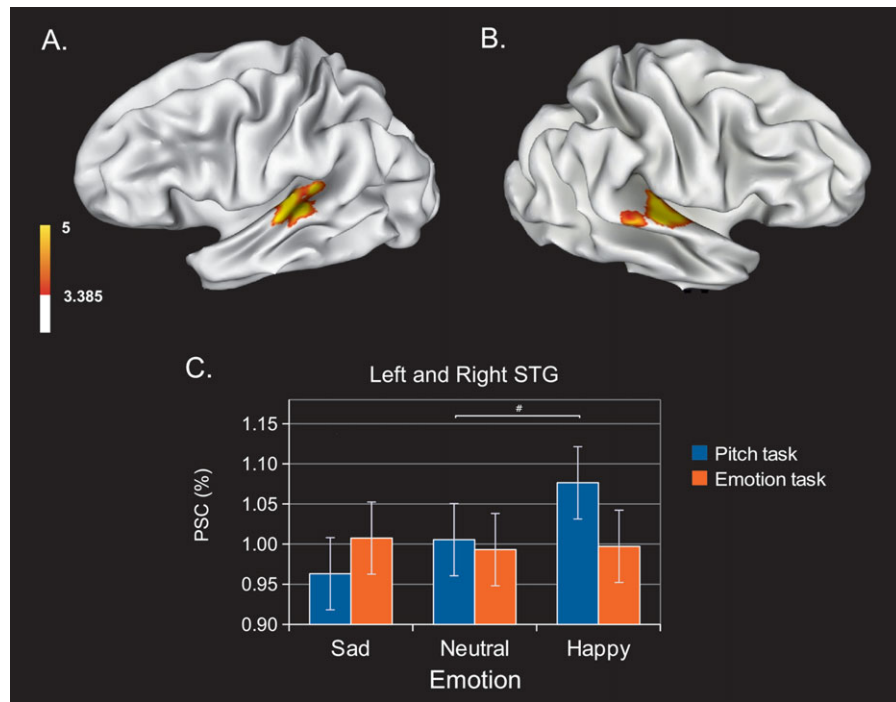 A.
B.
5
3.385
C.
Left and Right STG
#
1.15
1.10
1.05
1.00
0.95
0.90
PSC (%)
Pitch task
Emotion task
Sad Neutral Happy
Emotion